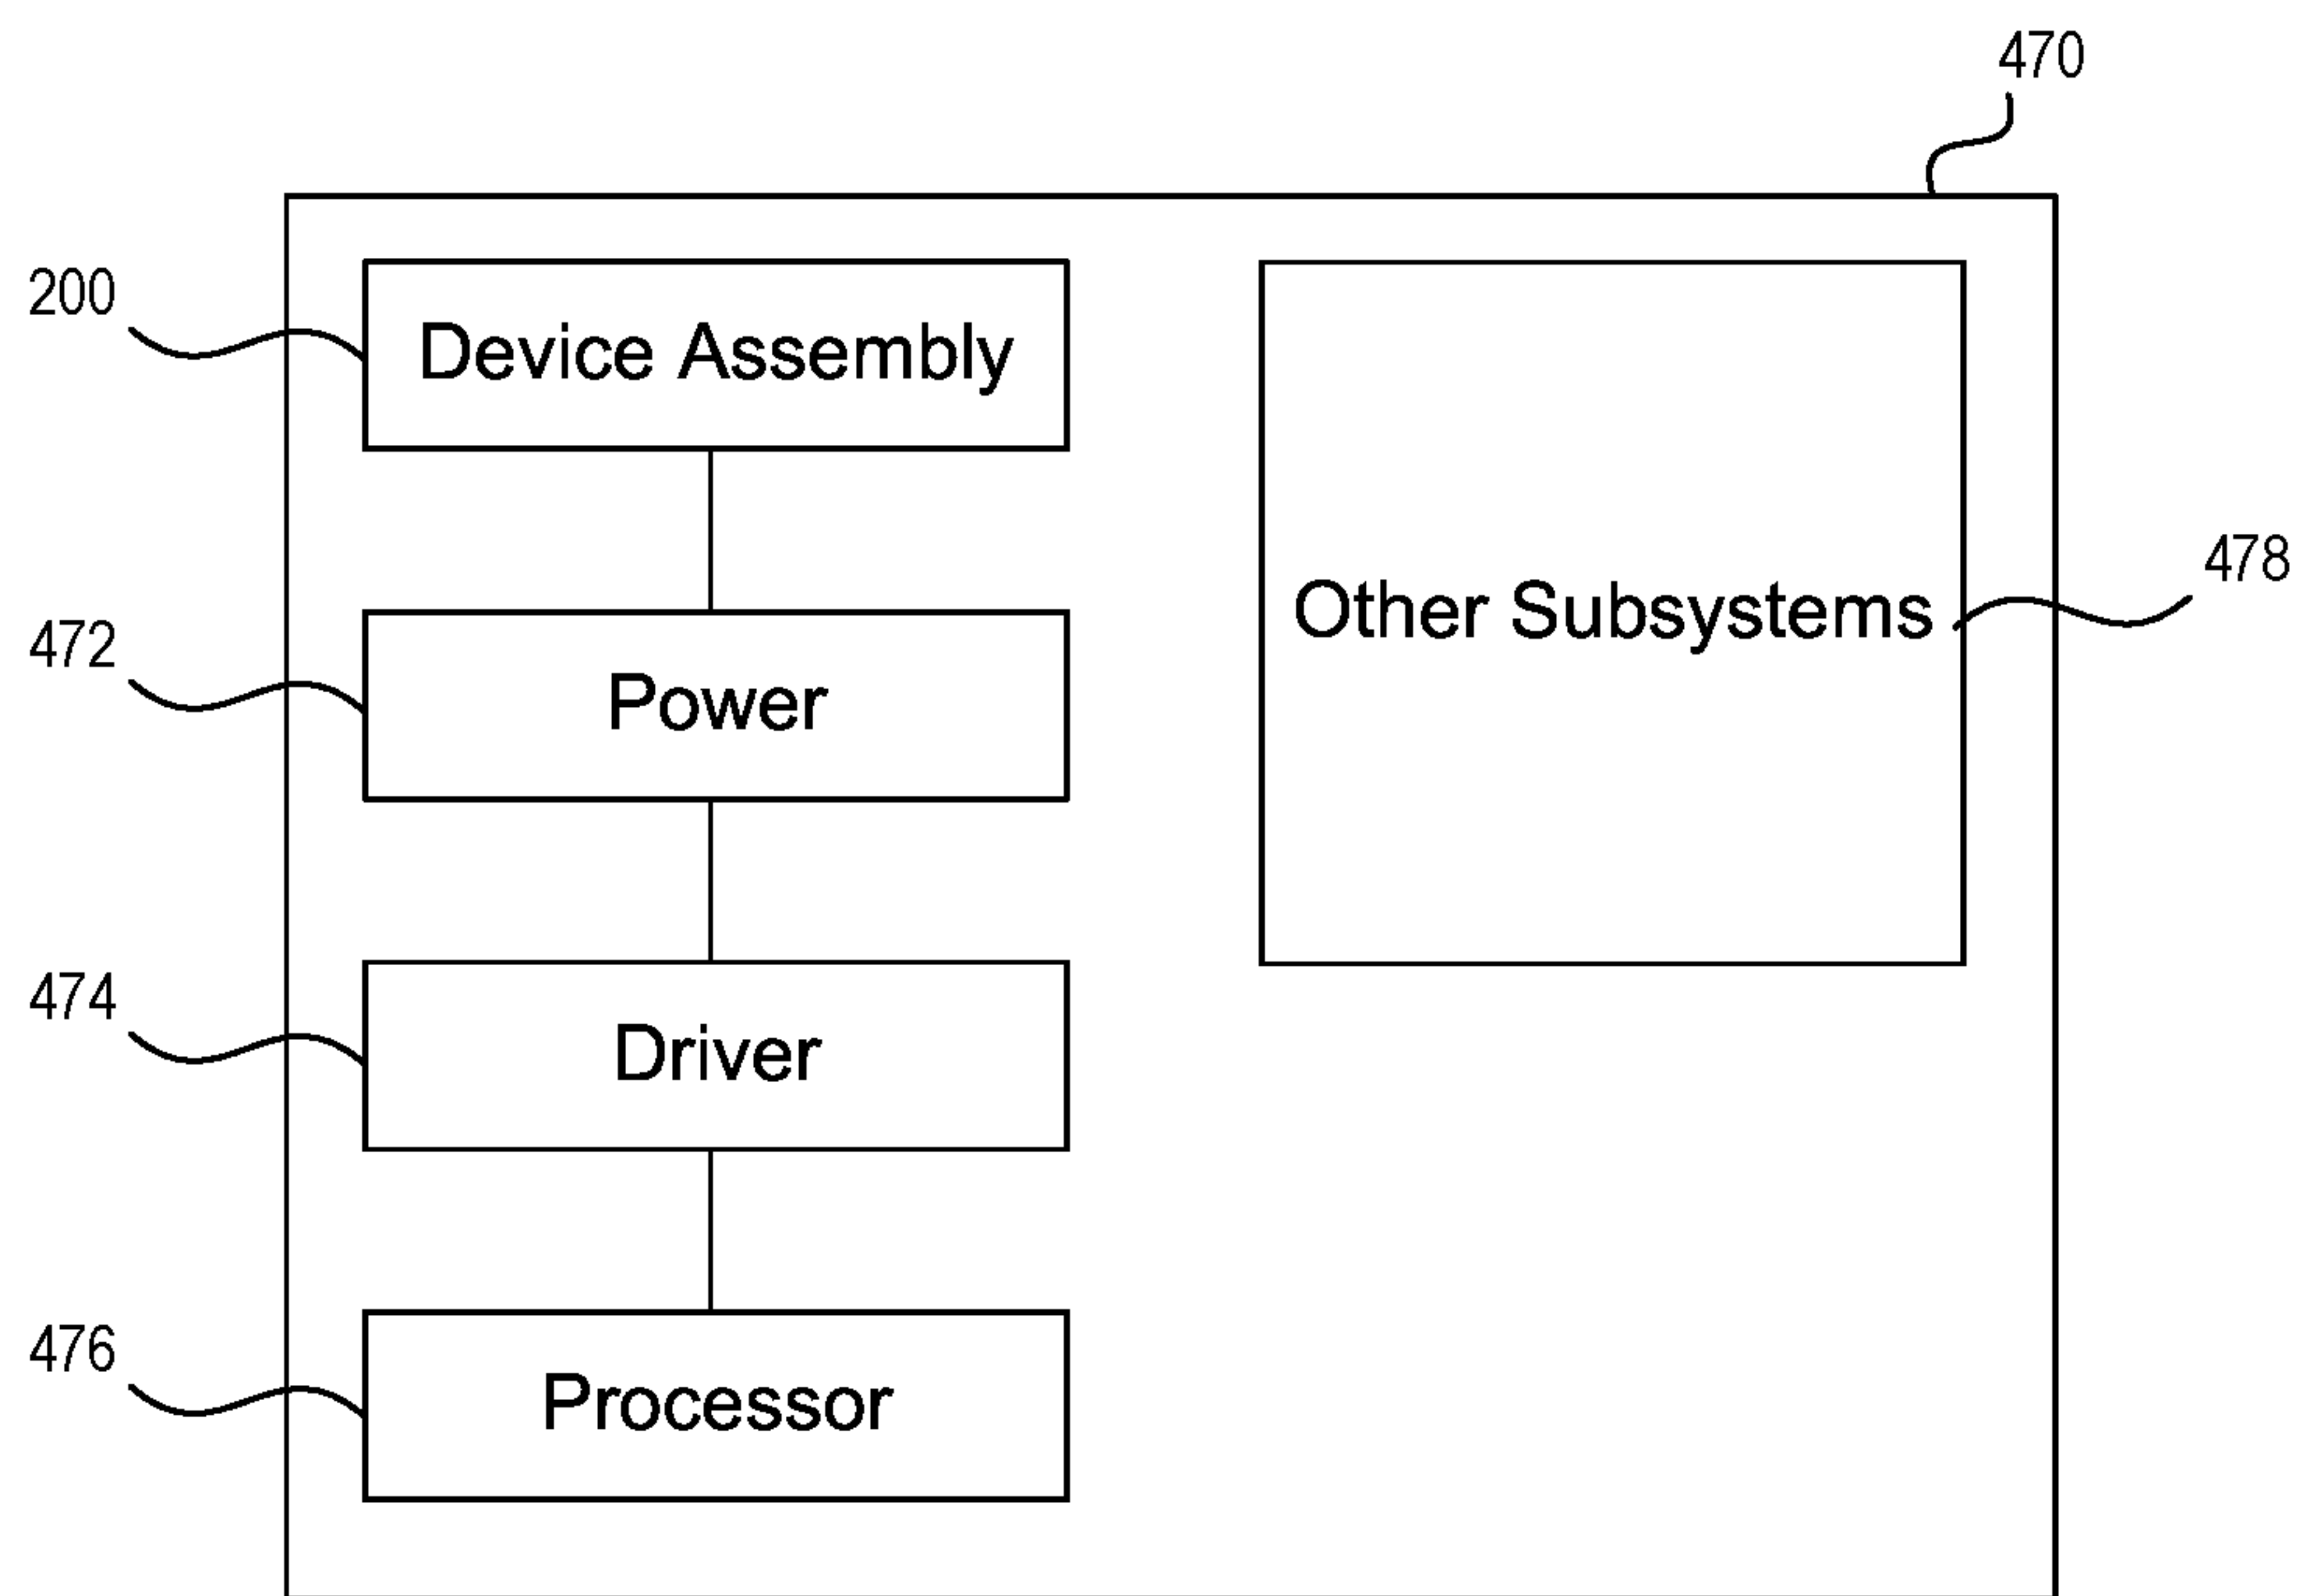 470
200
Device Assembly
478
Other Subsystems
472
Power
474
Driver
476
Processor